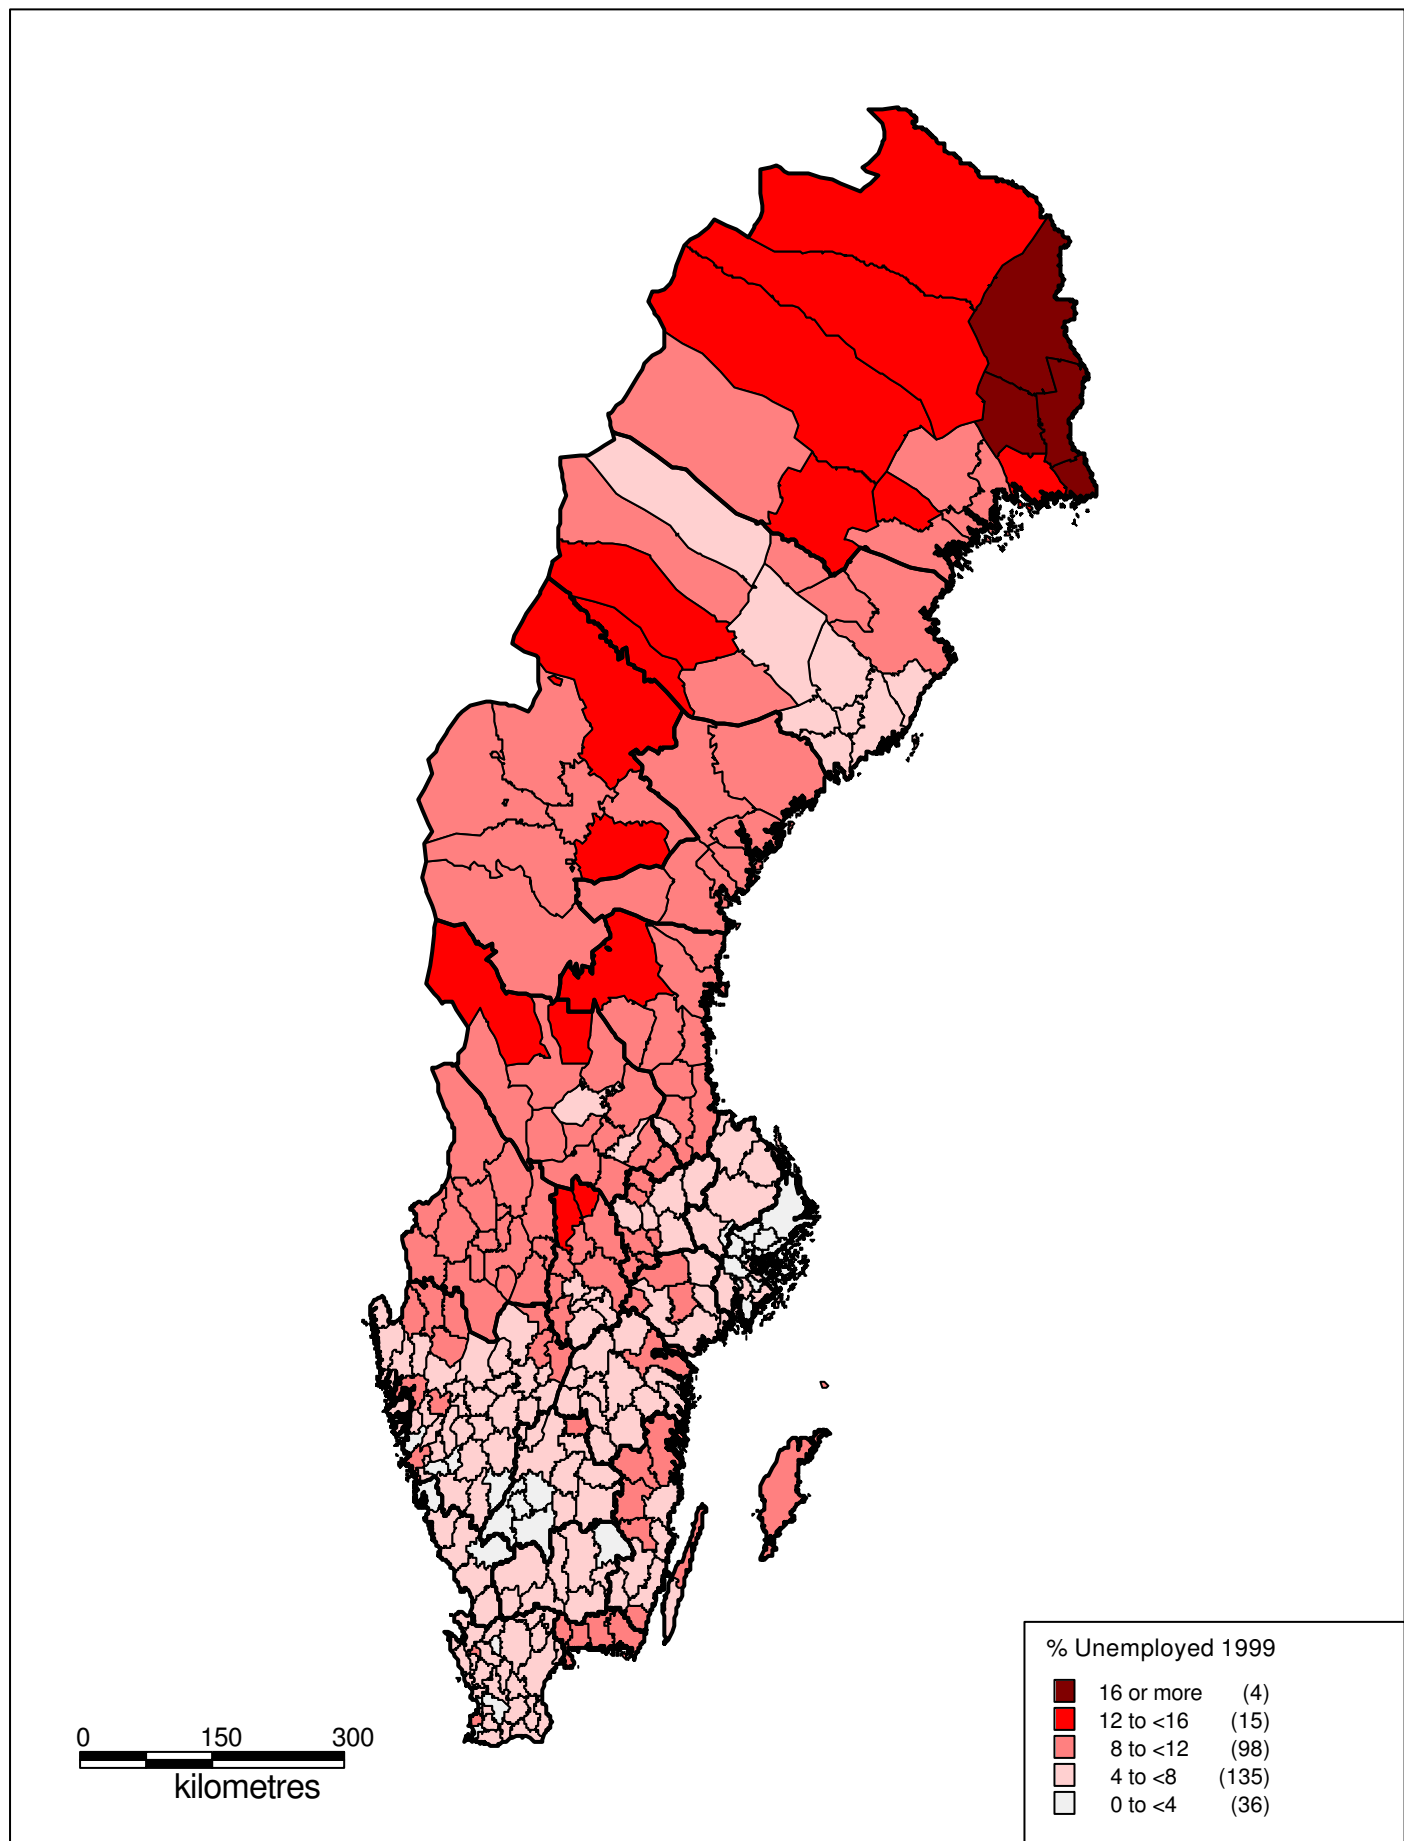 0 150 300
kilometres
% Unemployed 1999
16 or more (4)
12 to <16 (15)
8 to <12 (98)
4 to <8 (135)
0 to <4 (36)